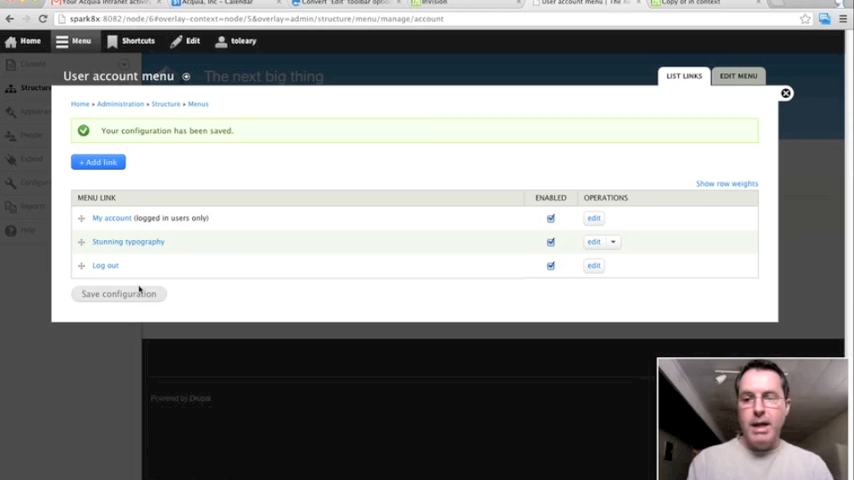 Your Acquia Intranet activi
Acquia, Inc - Calendar
Convert "Edit" toolbar optio
InVision
User account menu | The Ac
Copy of in context
spark8x:8082/node/6#overlay-context=node/5&overlay=admin/structure/menu/manage/account
Home Menu Shortcuts Edit toleary
Content
Structure
Appearance
People
Extend
Configuration
Reports
Help
The next big thing
User account menu
LIST LINKS EDIT MENU
Home » Administration » Structure » Menus
Your configuration has been saved.
+ Add link
Show row weights
MENU LINK ENABLED OPERATIONS
My account (logged in users only) edit
Stunning typography edit
Log out edit
Save configuration
Powered by Drupal